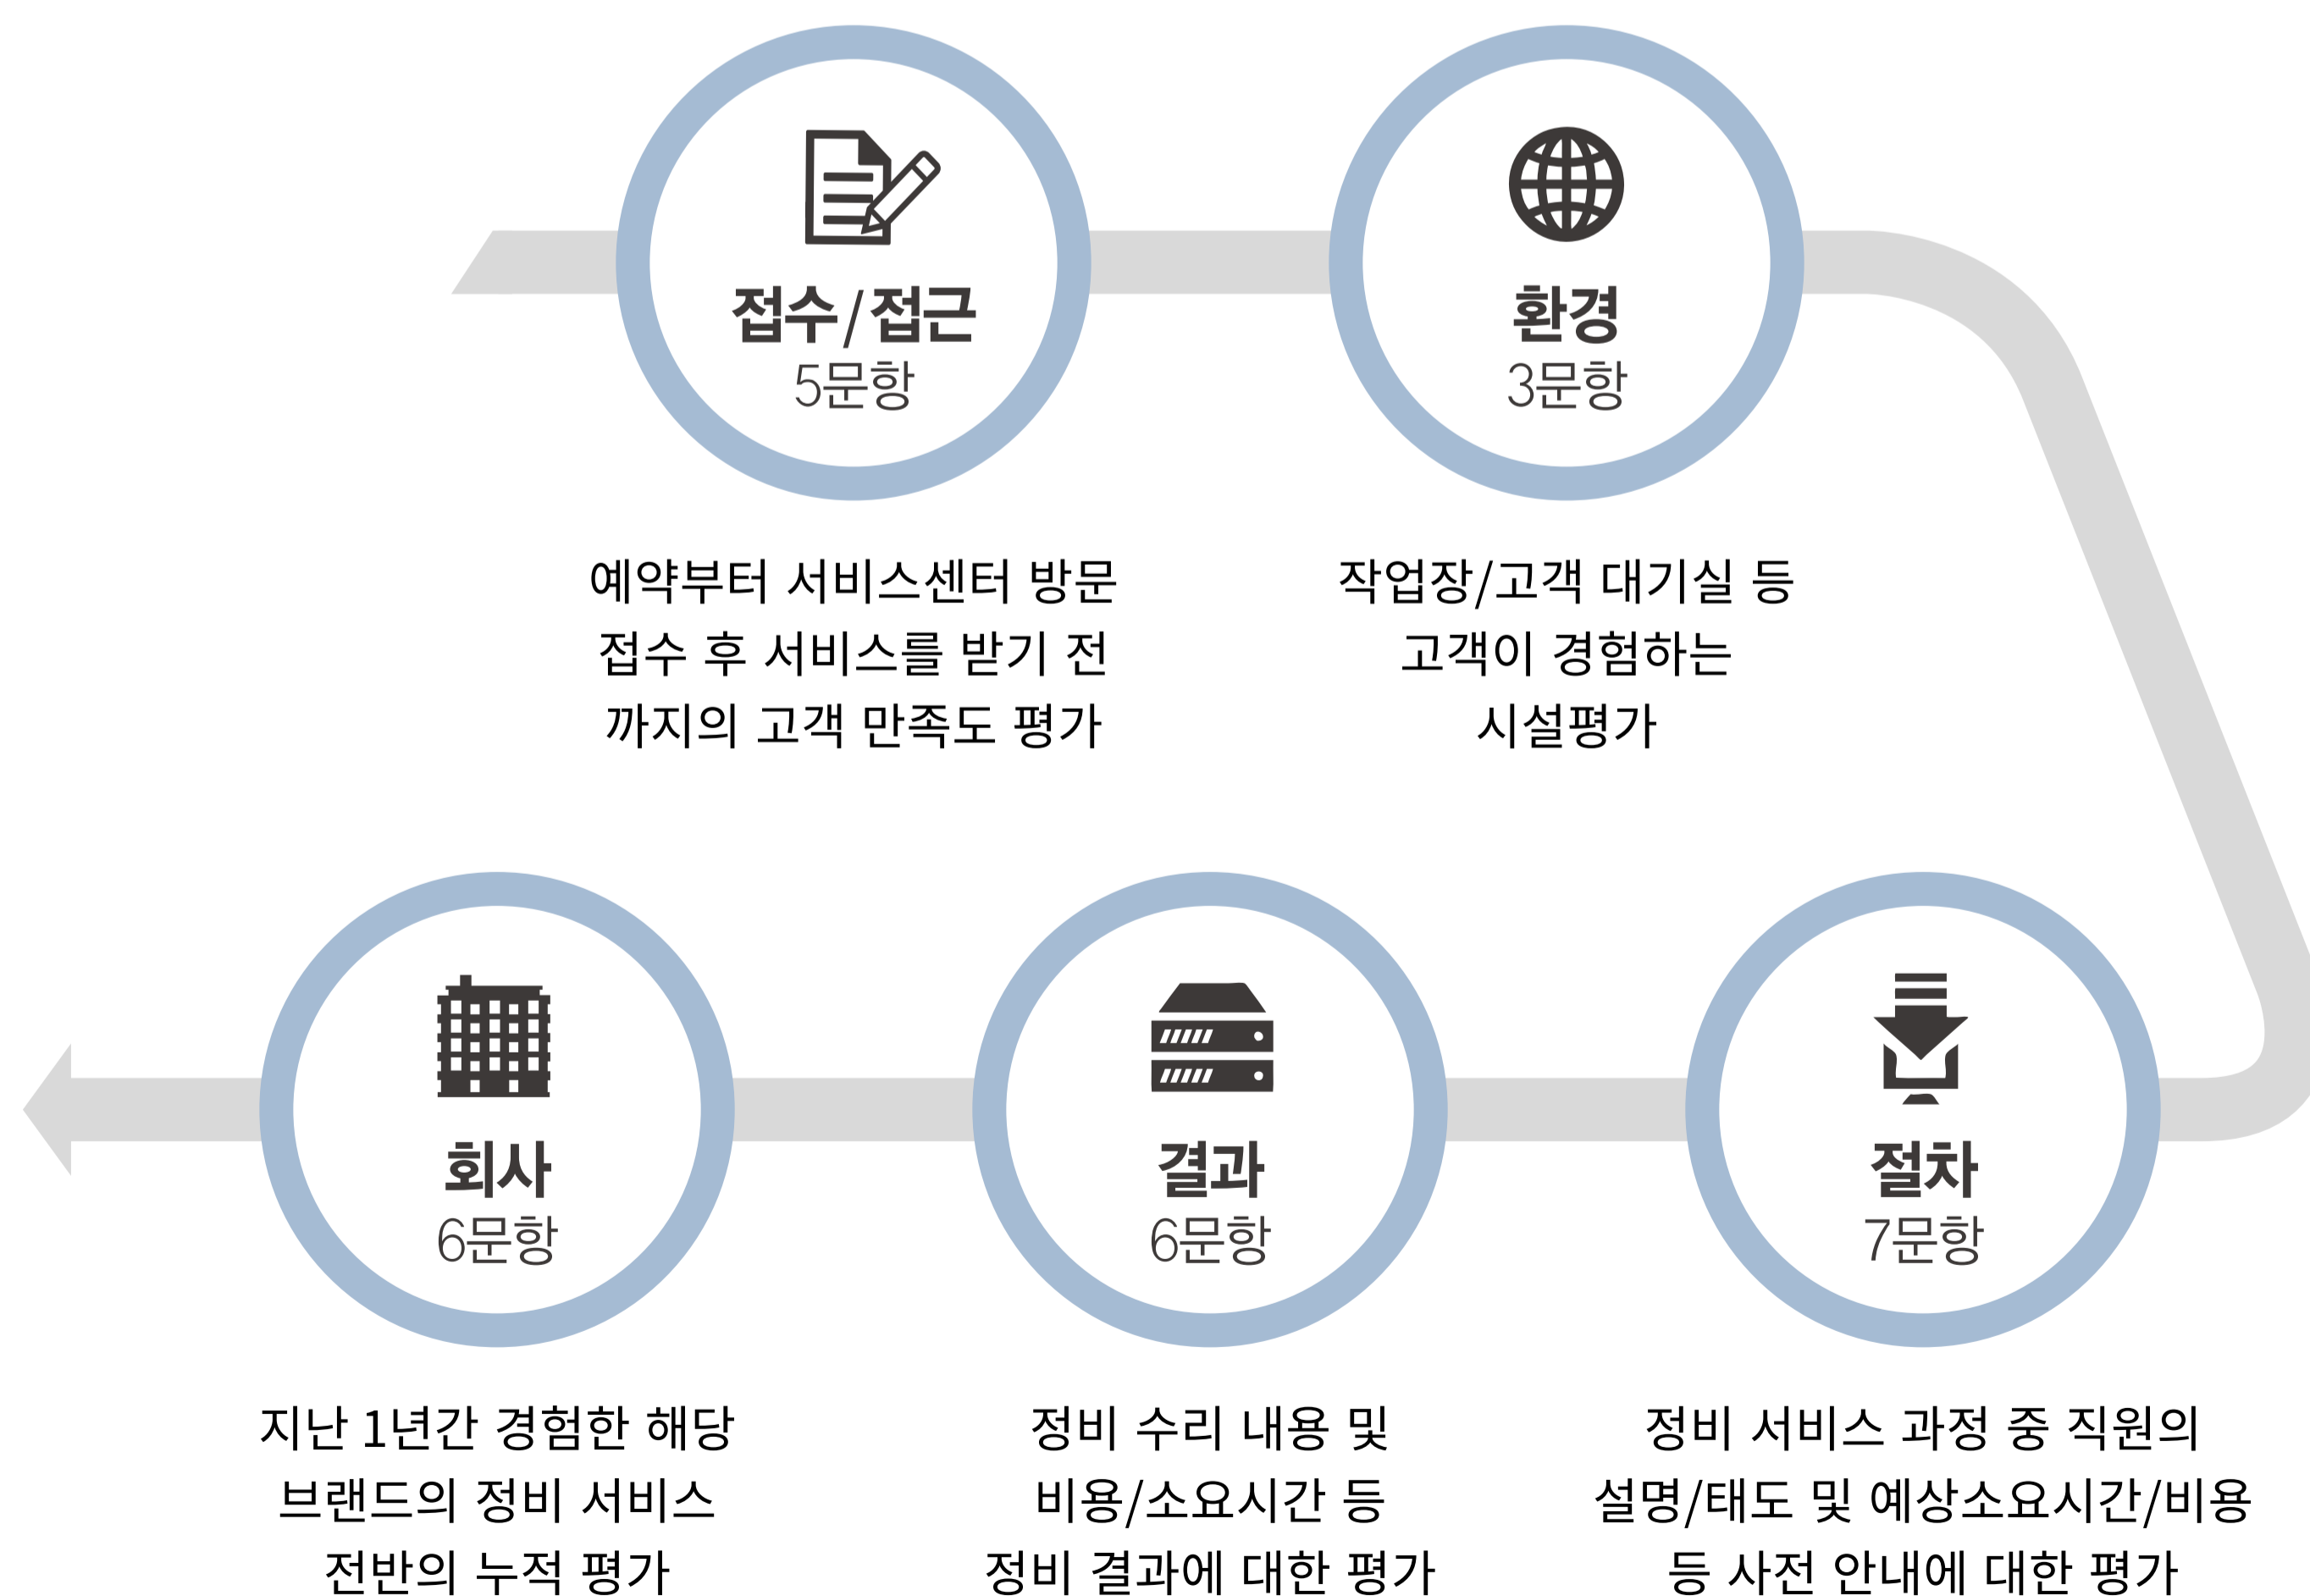 접수/접근
5문항
예약부터 서비스센터 방문
접수 후 서비스를 받기 전
까지의 고객 만족도 평가
환경
3문항
작업장/고객 대기실 등
고객이 경험하는
시설평가
절차
7문항
정비 서비스 과정중 직원의
설명/태도 및 예상소요시간/비용
등 사전 안내에 대한 평가
결과
6문항
정비 수리 내용 및
비용/소요시간 등
정비 결과에 대한 평가
회사
6문항
지난 1년간 경험한 해당
브랜드의 정비 서비스
전반의 누적 평가